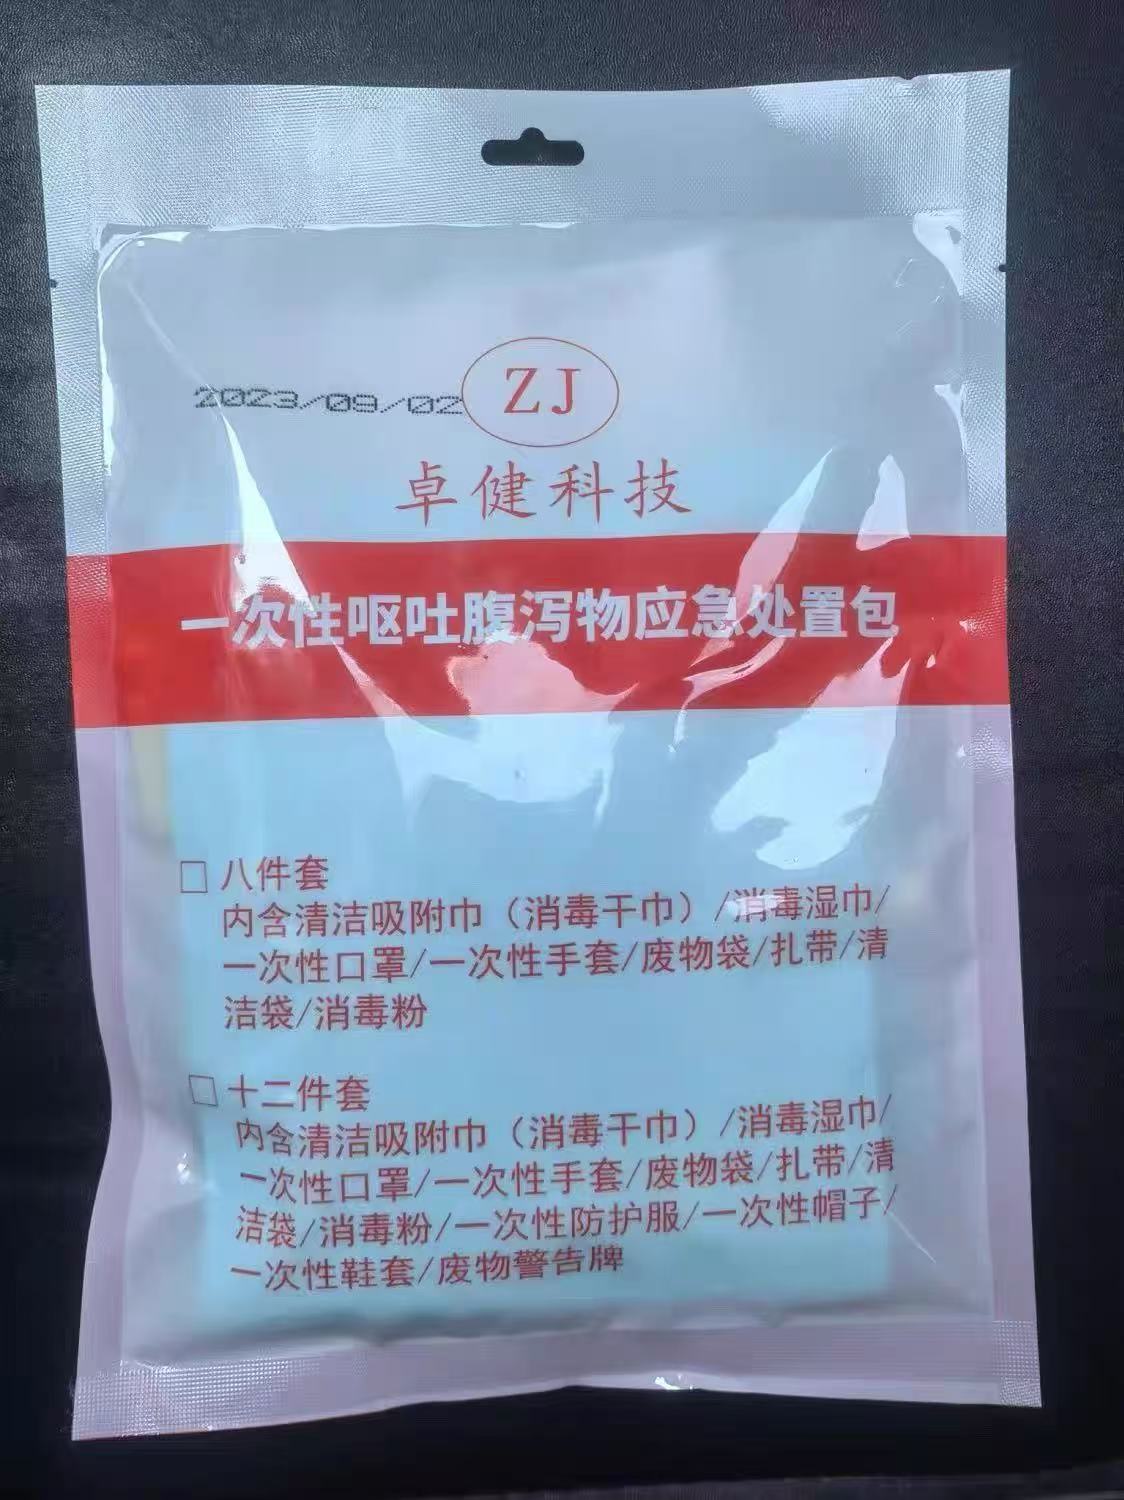 2023/09/02
ZJ
卓健科技
一次性呕吐腹泻物应急处置包
□ 八件套
内含清洁吸附巾（消毒干巾）/消毒湿巾/
一次性口罩/一次性手套/废物袋/扎带/清
洁袋/消毒粉
□ 十二件套
内含清洁吸附巾（消毒干巾）/消毒湿巾/
一次性口罩/一次性手套/废物袋/扎带/清
洁袋/消毒粉/一次性防护服/一次性帽子/
一次性鞋套/废物警告牌